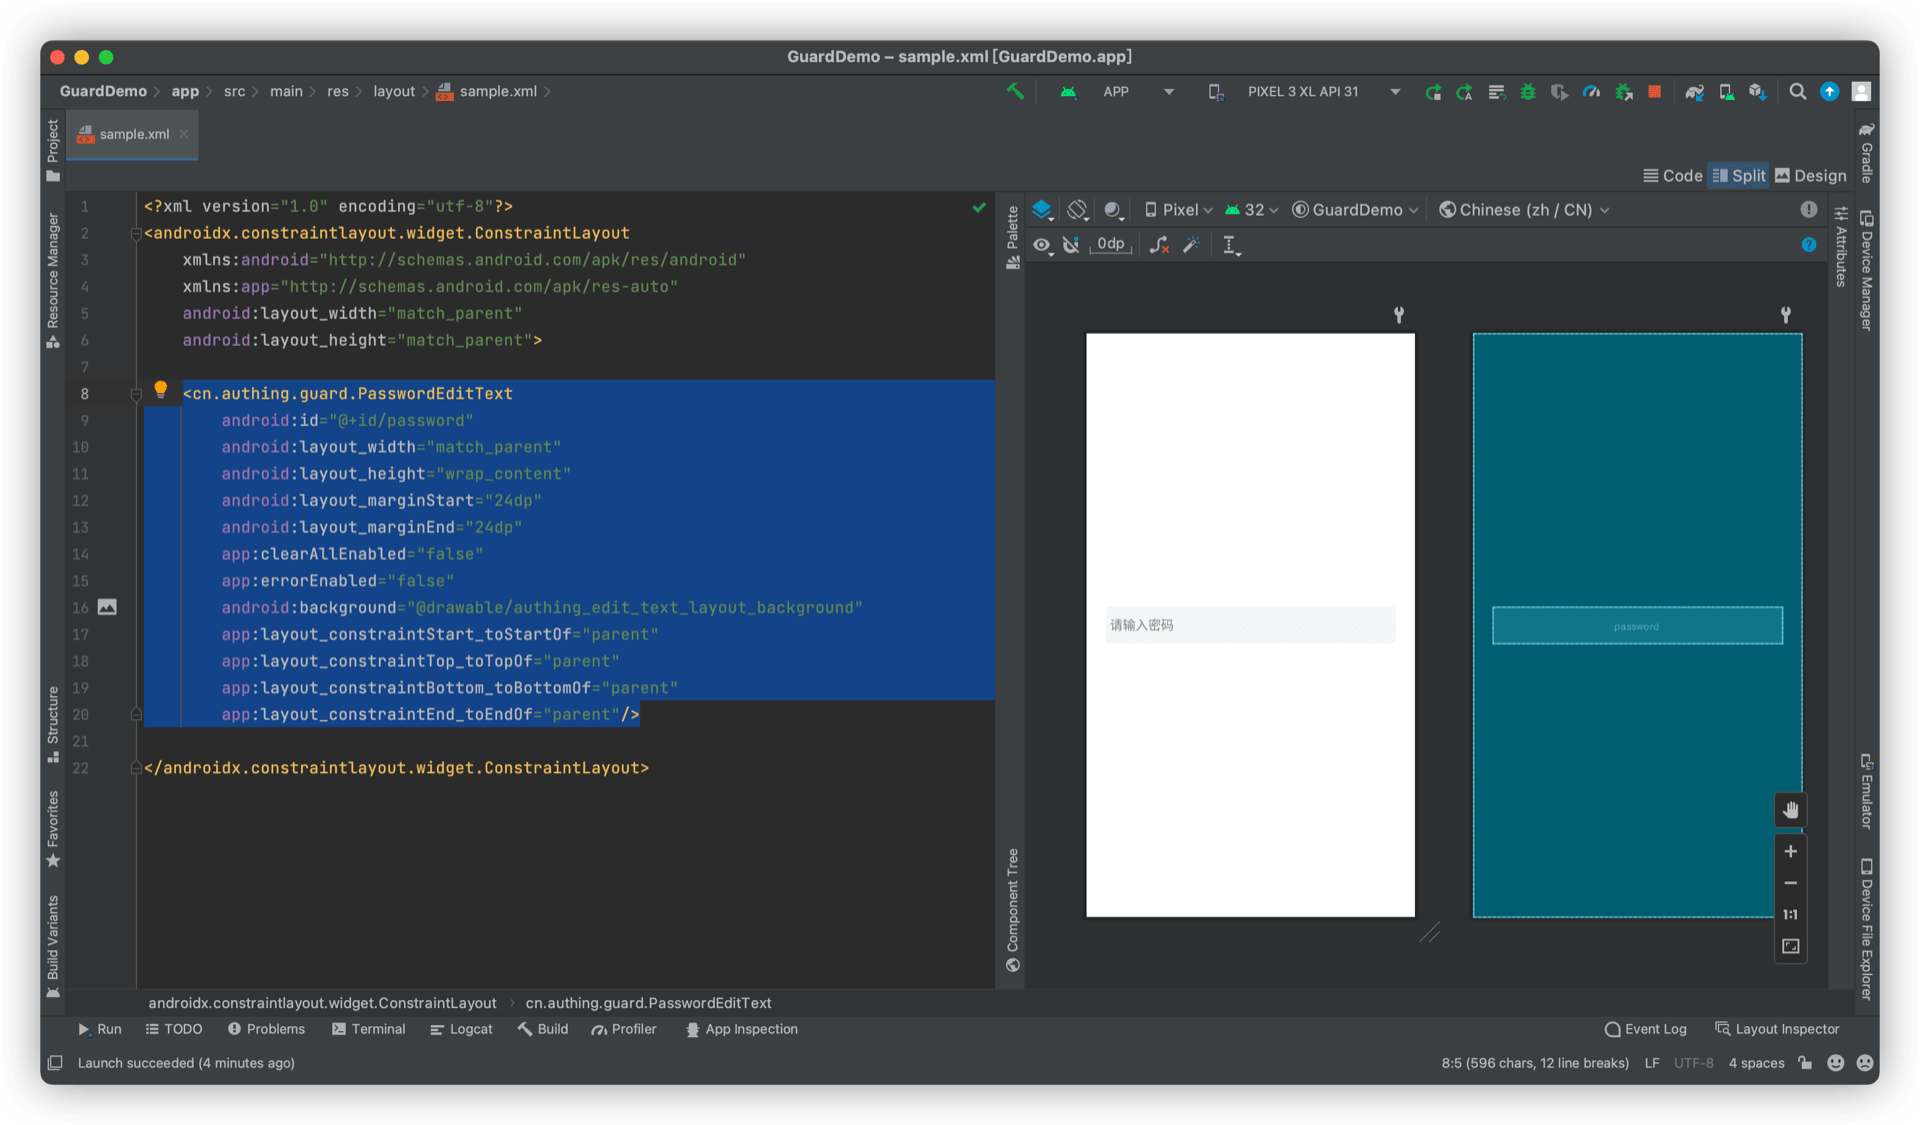 GuardDemo – sample.xml [GuardDemo.app]
GuardDemo app src main res layout sample.xml
APP PIXEL 3 XL API 31
sample.xml
Code Split Design
Project
Resource Manager
Structure
Favorites
Build Variants
1 <?xml version="1.0" encoding="utf-8"?>
2 <androidx.constraintlayout.widget.ConstraintLayout
3 xmlns:android="http://schemas.android.com/apk/res/android"
4 xmlns:app="http://schemas.android.com/apk/res-auto"
5 android:layout_width="match_parent"
6 android:layout_height="match_parent">
7
8 <cn.authing.guard.PasswordEditText
9 android:id="@+id/password"
10 android:layout_width="match_parent"
11 android:layout_height="wrap_content"
12 android:layout_marginStart="24dp"
13 android:layout_marginEnd="24dp"
14 app:clearAllEnabled="false"
15 app:errorEnabled="false"
16 android:background="@drawable/authing_edit_text_layout_background"
17 app:layout_constraintStart_toStartOf="parent"
18 app:layout_constraintTop_toTopOf="parent"
19 app:layout_constraintBottom_toBottomOf="parent"
20 app:layout_constraintEnd_toEndOf="parent"/>
21
22 </androidx.constraintlayout.widget.ConstraintLayout>
Palette
Component Tree
Pixel 32 GuardDemo Chinese (zh / CN)
0dp
请输入密码
password
1:1
Attributes
Gradle
Device Manager
Emulator
Device File Explorer
androidx.constraintlayout.widget.ConstraintLayout cn.authing.guard.PasswordEditText
Run TODO Problems Terminal Logcat Build Profiler App Inspection Event Log Layout Inspector
Launch succeeded (4 minutes ago) 8:5 (596 chars, 12 line breaks) LF UTF-8 4 spaces